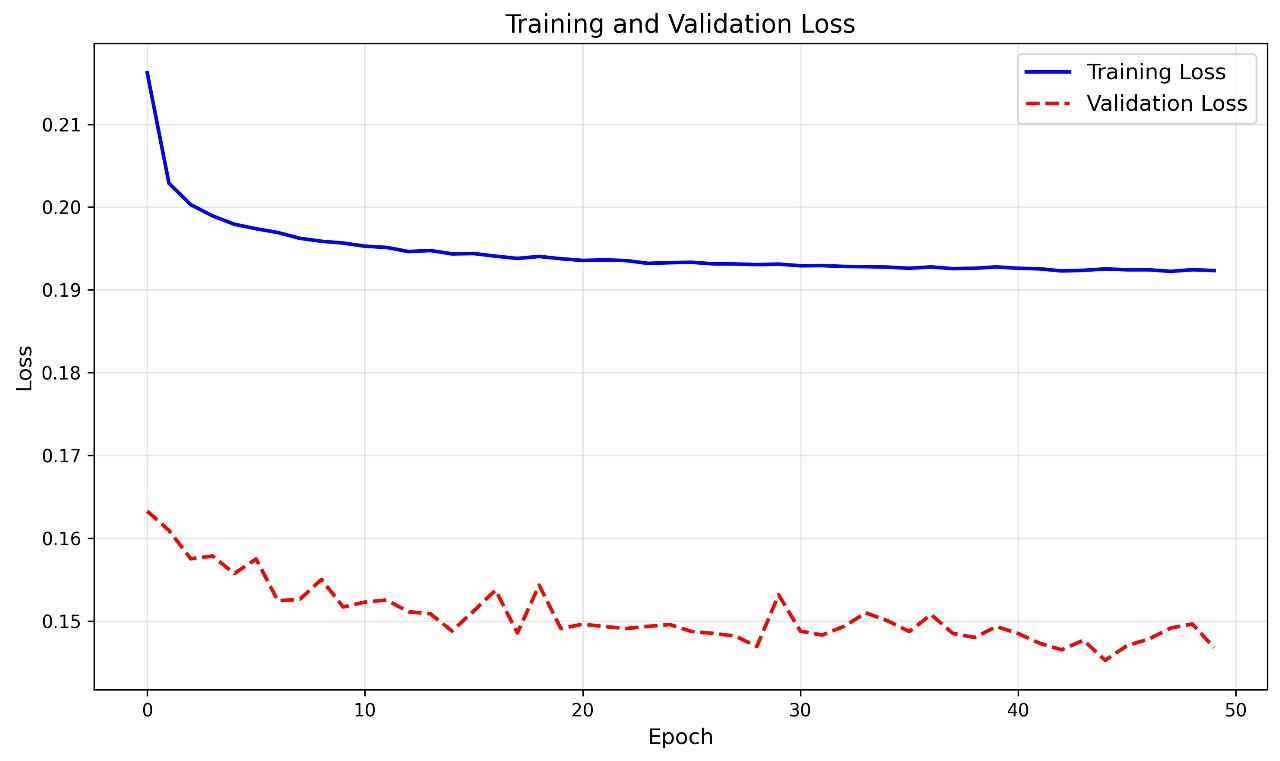 Training and Validation Loss
Training Loss
Validation Loss
0.21
0.20
0.19
0.18
0.17
0.16
0.15
Loss
0 10 20 30 40 50
Epoch